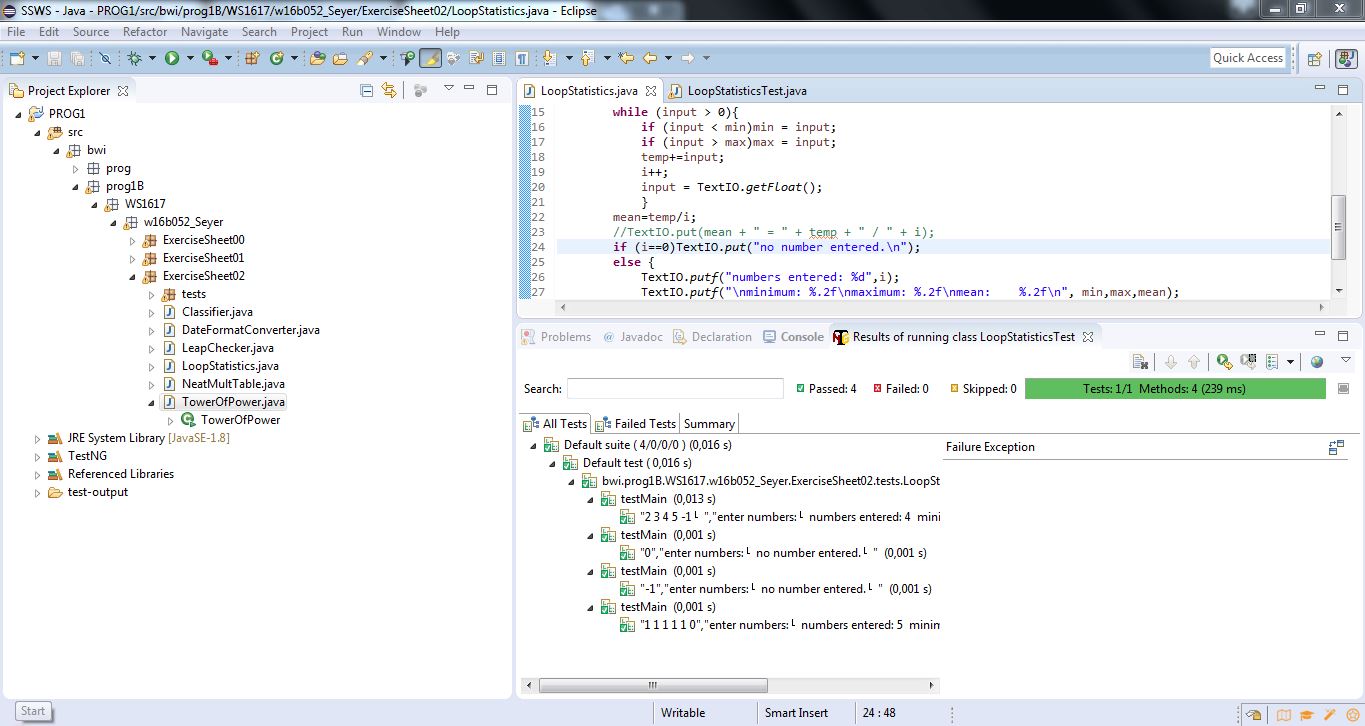 SSWS - Java - PROG1/src/bwi/prog1B/WS1617/w16b052_Seyer/ExerciseSheet02/LoopStatistics.java - Eclipse
File Edit Source Refactor Navigate Search Project Run Window Help
Quick Access
Project Explorer
PROG1
src
bwi
prog
prog1B
WS1617
w16b052_Seyer
ExerciseSheet00
ExerciseSheet01
ExerciseSheet02
tests
Classifier.java
DateFormatConverter.java
LeapChecker.java
LoopStatistics.java
NeatMultTable.java
TowerOfPower.java
TowerOfPower
JRE System Library [JavaSE-1.8]
TestNG
Referenced Libraries
test-output
LoopStatistics.java LoopStatisticsTest.java
15 while (input > 0){
16 if (input < min)min = input;
17 if (input > max)max = input;
18 temp+=input;
19 i++;
20 input = TextIO.getFloat();
21 }
22 mean=temp/i;
23 //TextIO.put(mean + " = " + temp + " / " + i);
24 if (i==0)TextIO.put("no number entered.\n");
25 else {
26 TextIO.putf("numbers entered: %d",i);
27 TextIO.putf("\nminimum: %.2f\nmaximum: %.2f\nmean:    %.2f\n", min,max,mean);
Problems @ Javadoc Declaration Console Results of running class LoopStatisticsTest
Search: Passed: 4 Failed: 0 Skipped: 0 Tests: 1/1 Methods: 4 (239 ms)
All Tests Failed Tests Summary
Default suite ( 4/0/0/0 ) (0,016 s)
Default test ( 0,016 s)
bwi.prog1B.WS1617.w16b052_Seyer.ExerciseSheet02.tests.LoopSt
testMain (0,013 s)
"2 3 4 5 -1└ ","enter numbers:└ numbers entered: 4 mini
testMain (0,001 s)
"0","enter numbers:└ no number entered.└ " (0,001 s)
testMain (0,001 s)
"-1","enter numbers:└ no number entered.└ " (0,001 s)
testMain (0,001 s)
"1 1 1 1 1 0","enter numbers:└ numbers entered: 5 minim
Failure Exception
Start
Writable Smart Insert 24 : 48